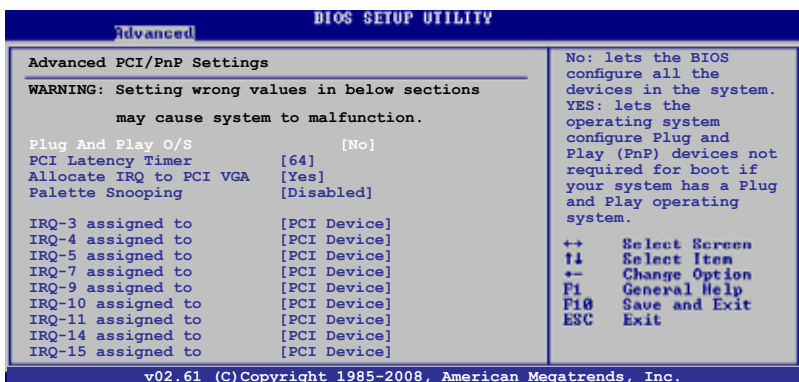 BIOS SETUP UTILITY
Advanced
Advanced PCI/PnP Settings
WARNING: Setting wrong values in below sections
may cause system to malfunction.
Plug And Play O/S [No]
PCI Latency Timer [64]
Allocate IRQ to PCI VGA [Yes]
Palette Snooping [Disabled]
IRQ-3 assigned to [PCI Device]
IRQ-4 assigned to [PCI Device]
IRQ-5 assigned to [PCI Device]
IRQ-7 assigned to [PCI Device]
IRQ-9 assigned to [PCI Device]
IRQ-10 assigned to [PCI Device]
IRQ-11 assigned to [PCI Device]
IRQ-14 assigned to [PCI Device]
IRQ-15 assigned to [PCI Device]
No: lets the BIOS
configure all the
devices in the system.
YES: lets the
operating system
configure Plug and
Play (PnP) devices not
required for boot if
your system has a Plug
and Play operating
system.
↔ Select Screen
↑↓ Select Item
+- Change Option
F1 General Help
F10 Save and Exit
ESC Exit
v02.61 (C)Copyright 1985-2008, American Megatrends, Inc.